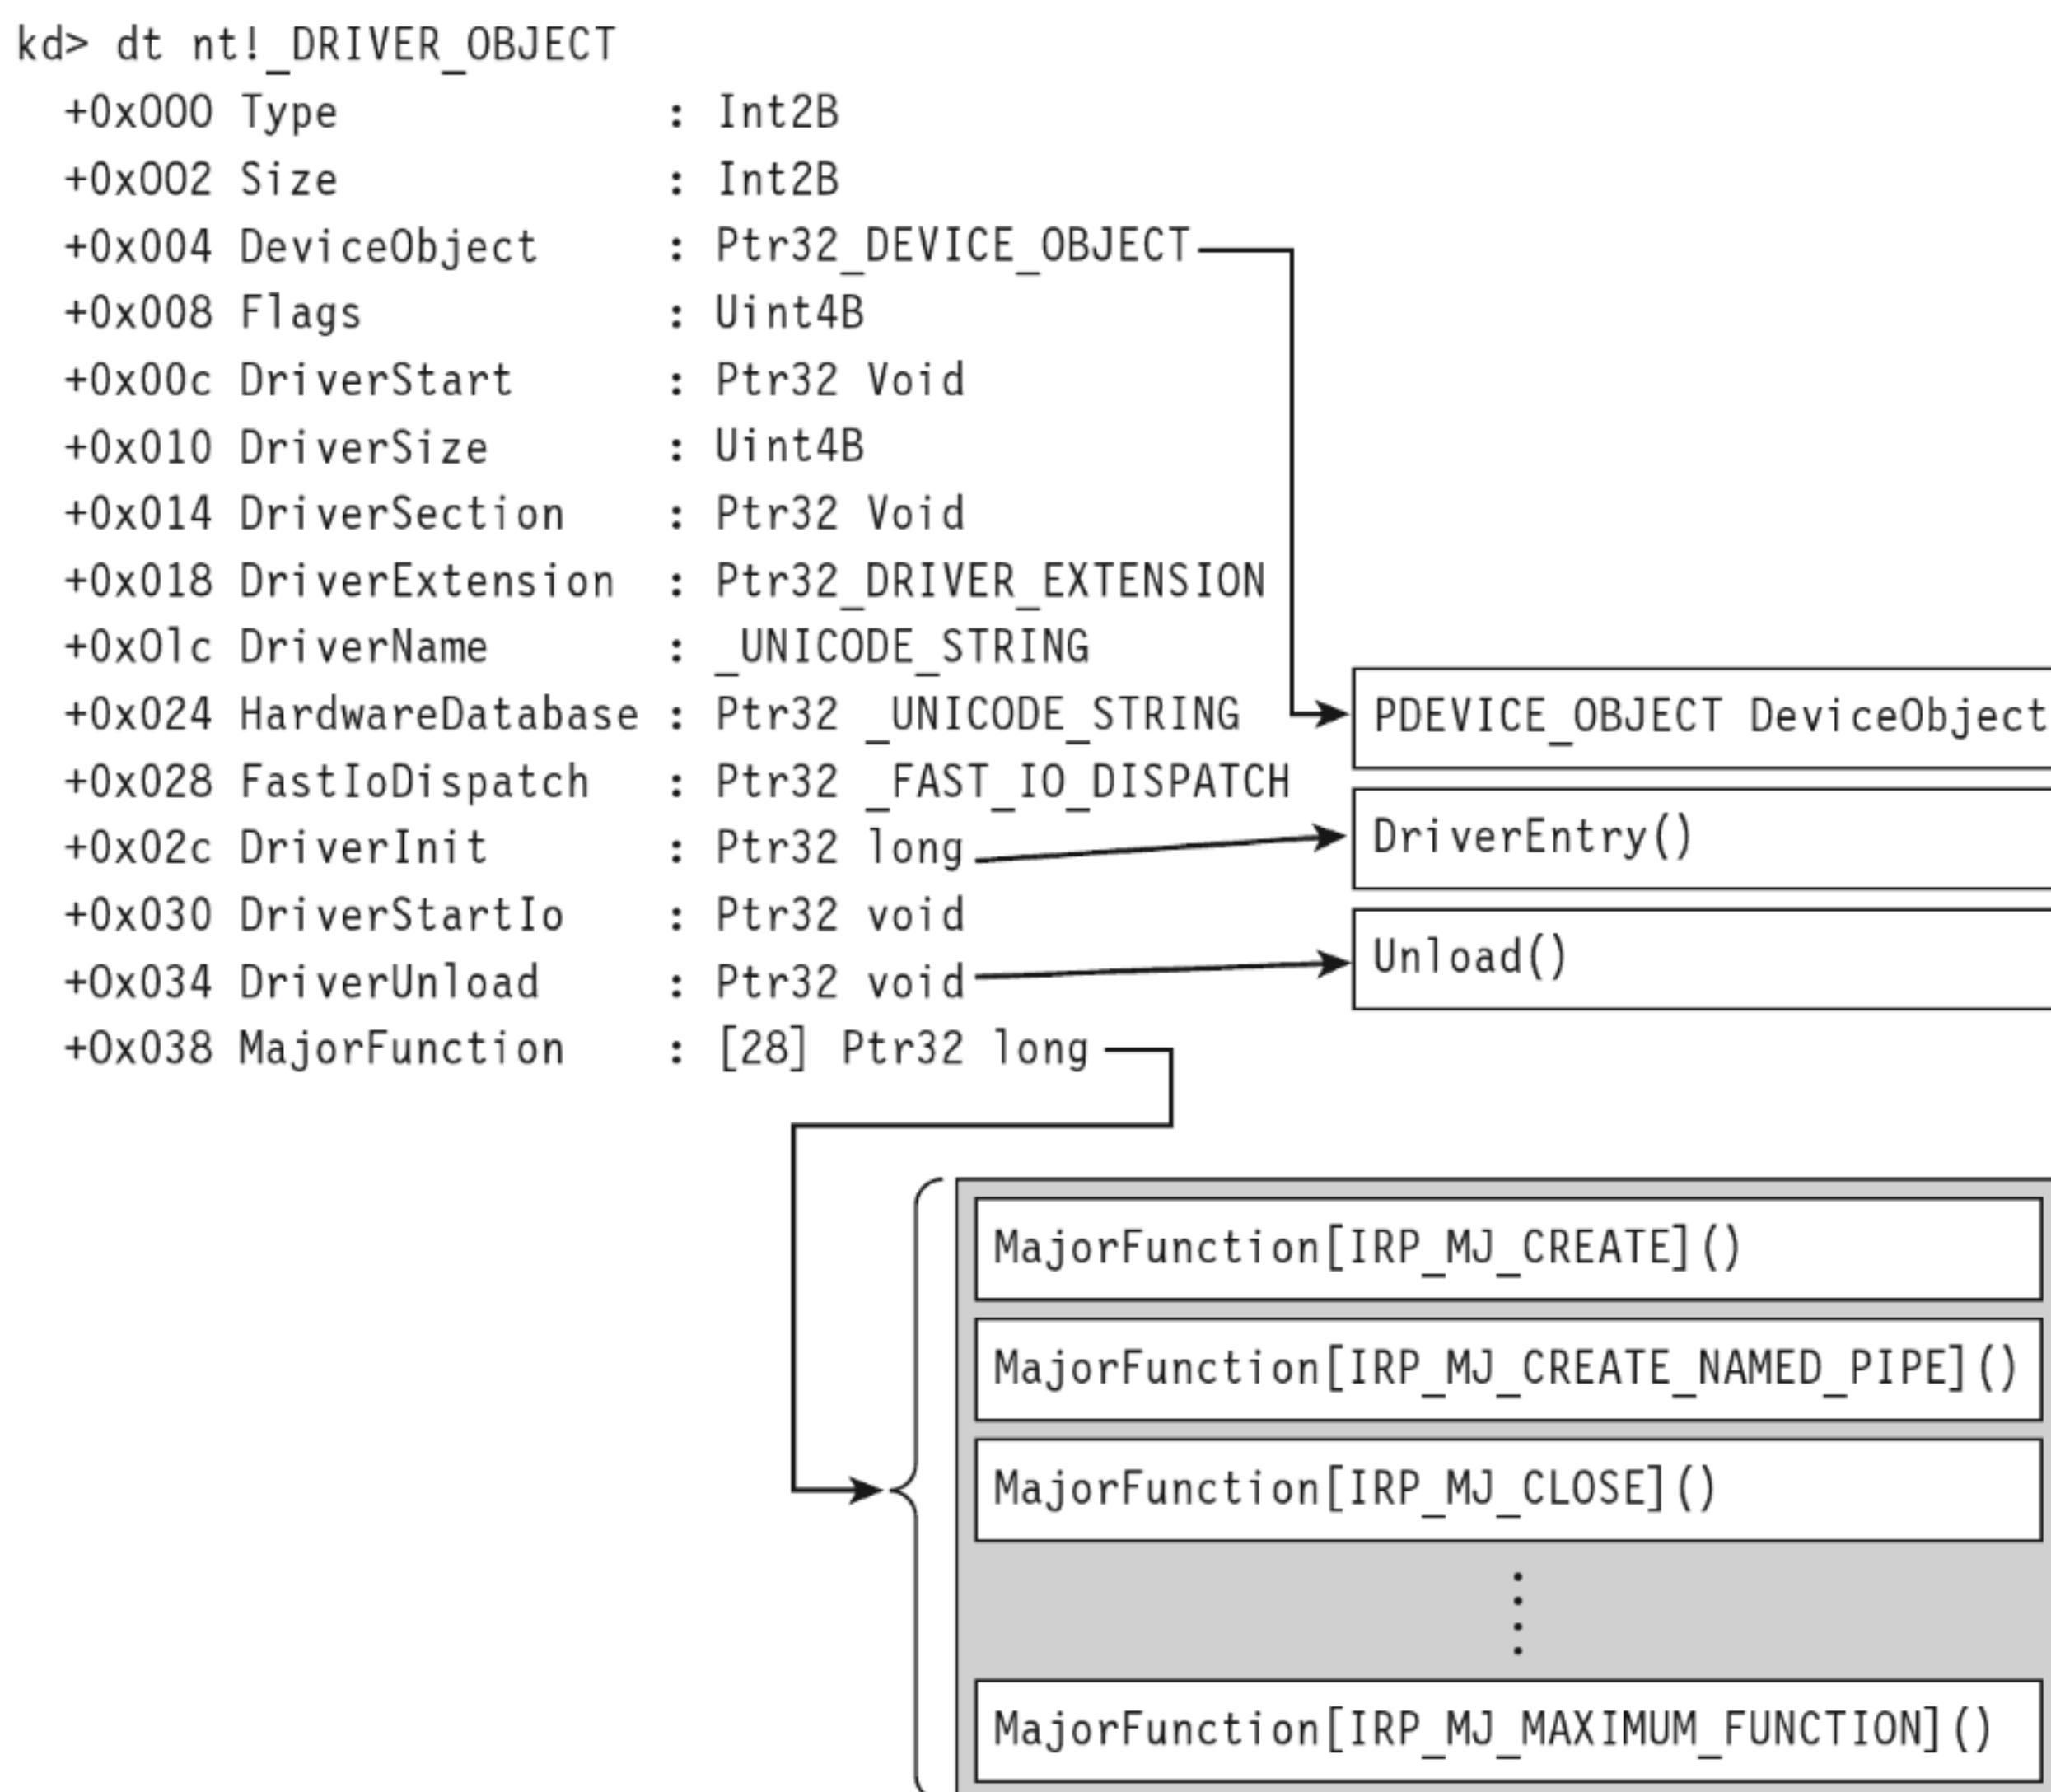 kd> dt nt!_DRIVER_OBJECT
+0x000 Type : Int2B
+0x002 Size : Int2B
+0x004 DeviceObject : Ptr32_DEVICE_OBJECT
+0x008 Flags : Uint4B
+0x00c DriverStart : Ptr32 Void
+0x010 DriverSize : Uint4B
+0x014 DriverSection : Ptr32 Void
+0x018 DriverExtension : Ptr32_DRIVER_EXTENSION
+0x01c DriverName : _UNICODE_STRING
+0x024 HardwareDatabase : Ptr32 _UNICODE_STRING
PDEVICE_OBJECT DeviceObject
+0x028 FastIoDispatch : Ptr32 _FAST_IO_DISPATCH
+0x02c DriverInit : Ptr32 long
DriverEntry()
+0x030 DriverStartIo : Ptr32 void
+0x034 DriverUnload : Ptr32 void
Unload()
+0x038 MajorFunction : [28] Ptr32 long
MajorFunction[IRP_MJ_CREATE]()
MajorFunction[IRP_MJ_CREATE_NAMED_PIPE]()
MajorFunction[IRP_MJ_CLOSE]()
MajorFunction[IRP_MJ_MAXIMUM_FUNCTION]()